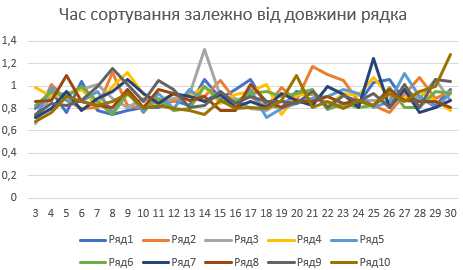 Час сортування залежно від довжини рядка
1,4
1,2
1
0,8
0,6
0,4
0,2
0
3 4 5 6 7 8 9 10 11 12 13 14 15 16 17 18 19 20 21 22 23 24 25 26 27 28 29 30
Ряд1 Ряд2 Ряд3 Ряд4 Ряд5
Ряд6 Ряд7 Ряд8 Ряд9 Ряд10